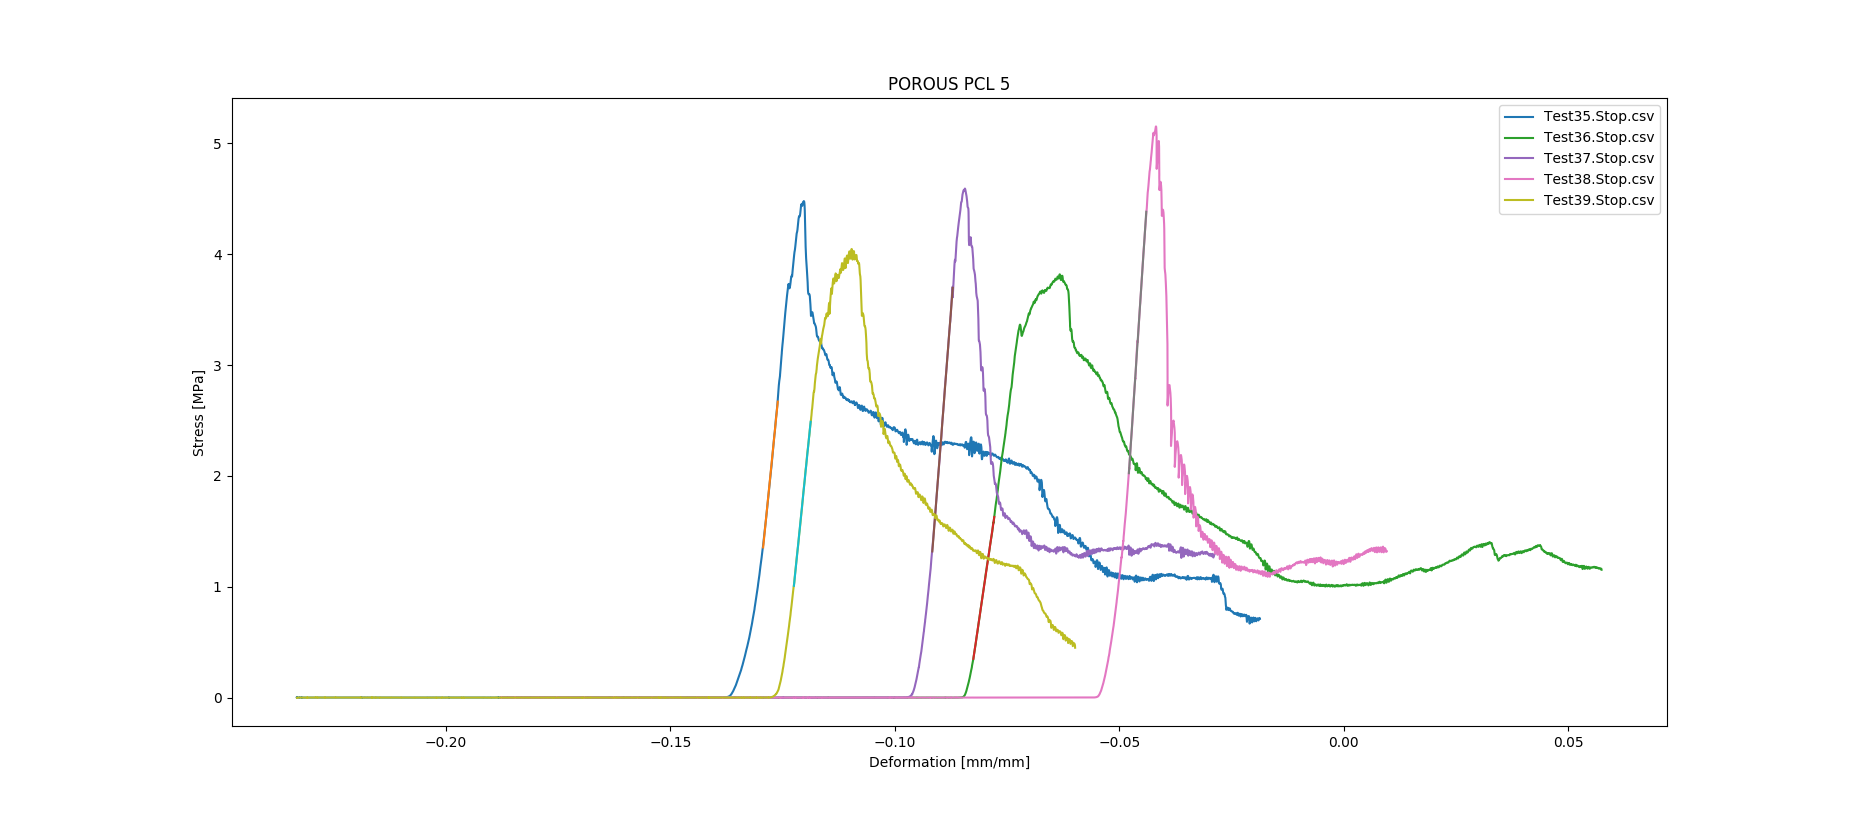 POROUS PCL 5
Test35.Stop.csv
Test36.Stop.csv
Test37.Stop.csv
Test38.Stop.csv
Test39.Stop.csv
Stress [MPa]
5
4
3
2
1
0
−0.20 −0.15 −0.10 −0.05 0.00 0.05
Deformation [mm/mm]